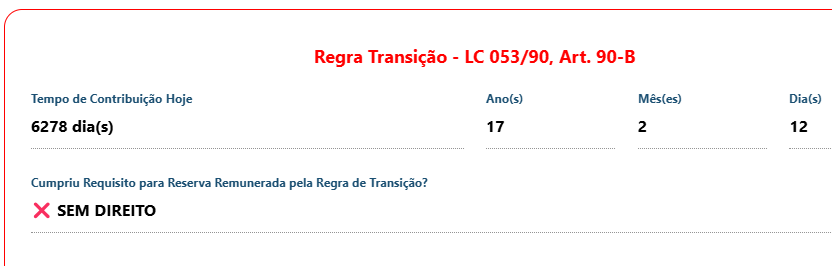 Regra Transição - LC 053/90, Art. 90-B
Tempo de Contribuição Hoje Ano(s) Mês(es) Dia(s)
6278 dia(s) 17 2 12
Cumpriu Requisito para Reserva Remunerada pela Regra de Transição?
❌ SEM DIREITO